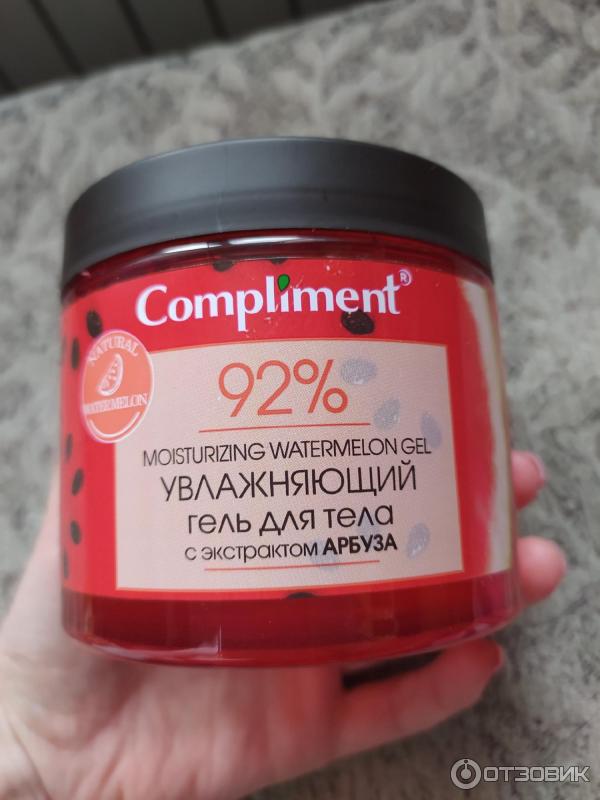 Compliment®
NATURAL
WATERMELON
92%
MOISTURIZING WATERMELON GEL
УВЛАЖНЯЮЩИЙ
гель для тела
с экстрактом АРБУЗА
ОТЗОВИК